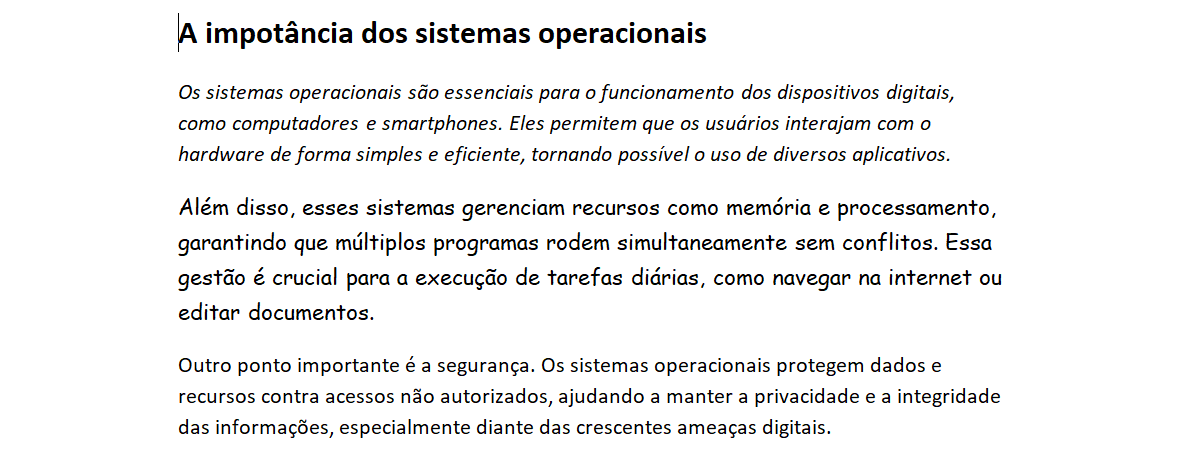 A impotância dos sistemas operacionais
Os sistemas operacionais são essenciais para o funcionamento dos dispositivos digitais,
como computadores e smartphones. Eles permitem que os usuários interajam com o
hardware de forma simples e eficiente, tornando possível o uso de diversos aplicativos.
Além disso, esses sistemas gerenciam recursos como memória e processamento,
garantindo que múltiplos programas rodem simultaneamente sem conflitos. Essa
gestão é crucial para a execução de tarefas diárias, como navegar na internet ou
editar documentos.
Outro ponto importante é a segurança. Os sistemas operacionais protegem dados e
recursos contra acessos não autorizados, ajudando a manter a privacidade e a integridade
das informações, especialmente diante das crescentes ameaças digitais.